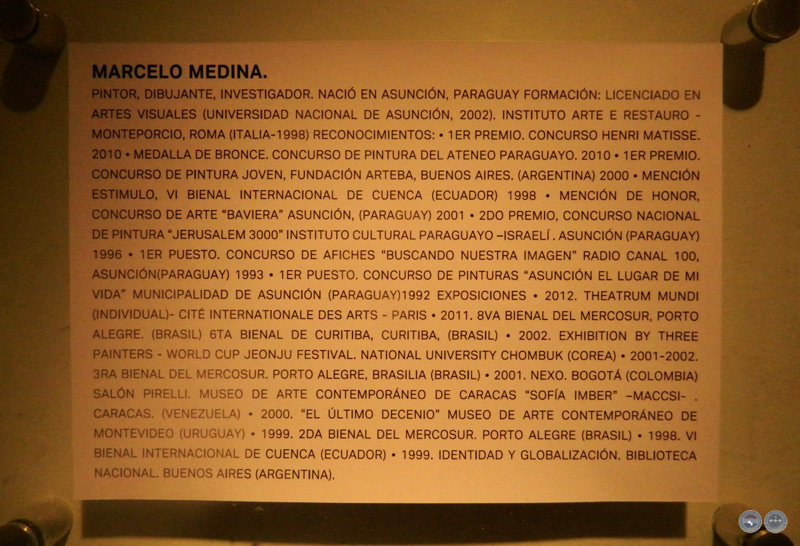 MARCELO MEDINA.
PINTOR, DIBUJANTE, INVESTIGADOR. NACIÓ EN ASUNCIÓN, PARAGUAY FORMACIÓN: LICENCIADO EN
ARTES VISUALES (UNIVERSIDAD NACIONAL DE ASUNCIÓN, 2002). INSTITUTO ARTE E RESTAURO -
MONTEPORCIO, ROMA (ITALIA-1998) RECONOCIMIENTOS: • 1ER PREMIO. CONCURSO HENRI MATISSE.
2010 • MEDALLA DE BRONCE. CONCURSO DE PINTURA DEL ATENEO PARAGUAYO. 2010 • 1ER PREMIO.
CONCURSO DE PINTURA JOVEN, FUNDACIÓN ARTEBA, BUENOS AIRES. (ARGENTINA) 2000 • MENCIÓN
ESTIMULO, VI BIENAL INTERNACIONAL DE CUENCA (ECUADOR) 1998 • MENCIÓN DE HONOR,
CONCURSO DE ARTE “BAVIERA” ASUNCIÓN, (PARAGUAY) 2001 • 2DO PREMIO, CONCURSO NACIONAL
DE PINTURA “JERUSALEM 3000” INSTITUTO CULTURAL PARAGUAYO –ISRAELÍ . ASUNCIÓN (PARAGUAY)
1996 • 1ER PUESTO. CONCURSO DE AFICHES “BUSCANDO NUESTRA IMAGEN” RADIO CANAL 100,
ASUNCIÓN(PARAGUAY) 1993 • 1ER PUESTO. CONCURSO DE PINTURAS “ASUNCIÓN EL LUGAR DE MI
VIDA” MUNICIPALIDAD DE ASUNCIÓN (PARAGUAY)1992 EXPOSICIONES • 2012. THEATRUM MUNDI
(INDIVIDUAL)- CITÉ INTERNATIONALE DES ARTS - PARIS • 2011. 8VA BIENAL DEL MERCOSUR, PORTO
ALEGRE. (BRASIL) 6TA BIENAL DE CURITIBA, CURITIBA, (BRASIL) • 2002. EXHIBITION BY THREE
PAINTERS - WORLD CUP JEONJU FESTIVAL. NATIONAL UNIVERSITY CHOMBUK (COREA) • 2001-2002.
3RA BIENAL DEL MERCOSUR. PORTO ALEGRE, BRASILIA (BRASIL) • 2001. NEXO. BOGOTÁ (COLOMBIA)
SALÓN PIRELLI. MUSEO DE ARTE CONTEMPORÁNEO DE CARACAS “SOFÍA IMBER” –MACCSI- .
CARACAS. (VENEZUELA) • 2000. “EL ÚLTIMO DECENIO” MUSEO DE ARTE CONTEMPORÁNEO DE
MONTEVIDEO (URUGUAY) • 1999. 2DA BIENAL DEL MERCOSUR. PORTO ALEGRE (BRASIL) • 1998. VI
BIENAL INTERNACIONAL DE CUENCA (ECUADOR) • 1999. IDENTIDAD Y GLOBALIZACIÓN. BIBLIOTECA
NACIONAL. BUENOS AIRES (ARGENTINA).